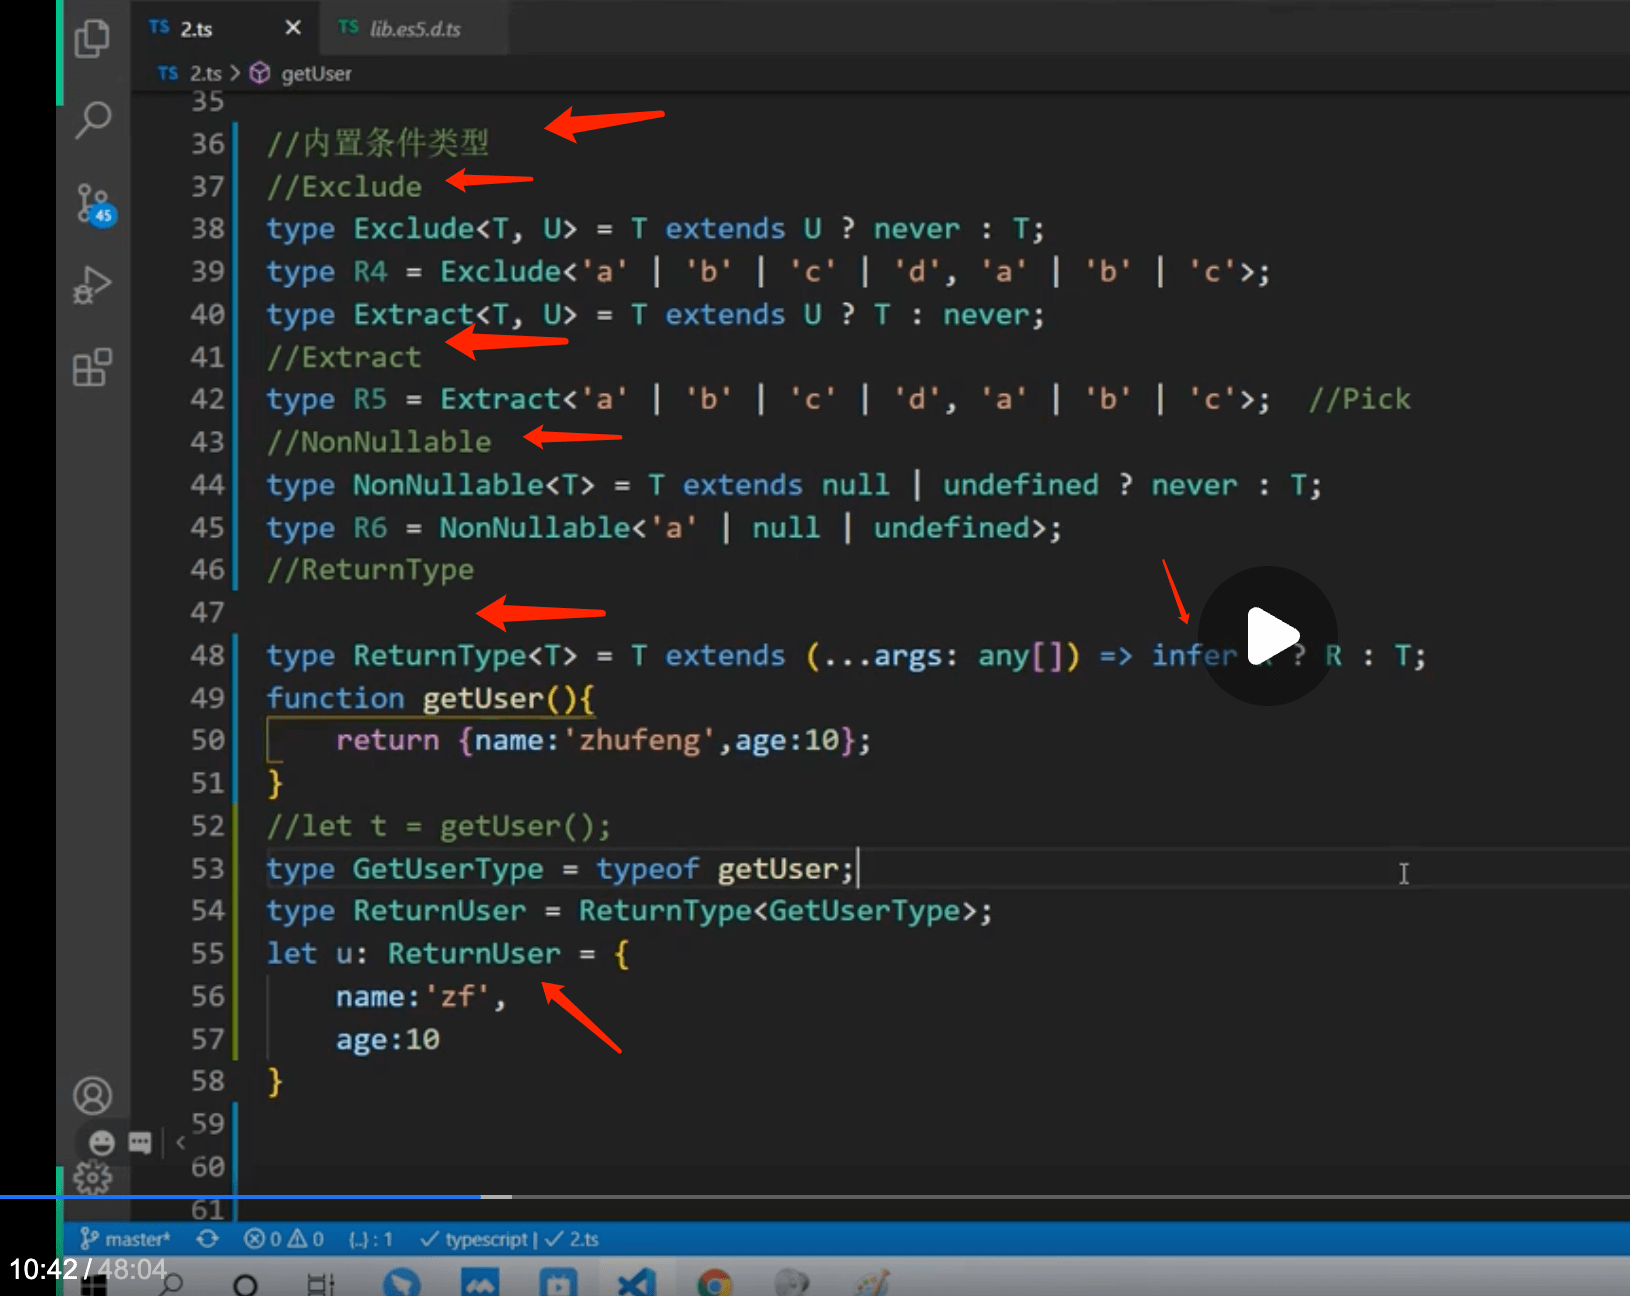 TS 2.ts × TS lib.es5.d.ts
TS 2.ts > getUser
35
36 //内置条件类型
37 //Exclude
38 type Exclude<T, U> = T extends U ? never : T;
39 type R4 = Exclude<'a' | 'b' | 'c' | 'd', 'a' | 'b' | 'c'>;
40 type Extract<T, U> = T extends U ? T : never;
41 //Extract
42 type R5 = Extract<'a' | 'b' | 'c' | 'd', 'a' | 'b' | 'c'>; //Pick
43 //NonNullable
44 type NonNullable<T> = T extends null | undefined ? never : T;
45 type R6 = NonNullable<'a' | null | undefined>;
46 //ReturnType
47
48 type ReturnType<T> = T extends (...args: any[]) => infer ? R : T;
49 function getUser(){
50 return {name:'zhufeng',age:10};
51 }
52 //let t = getUser();
53 type GetUserType = typeof getUser;
54 type ReturnUser = ReturnType<GetUserType>;
55 let u: ReturnUser = {
56 name:'zf',
57 age:10
58 }
59
60
61
45
master* 0 0 {..} : 1 ✓ typescript | ✓ 2.ts
10:42 / 48:04